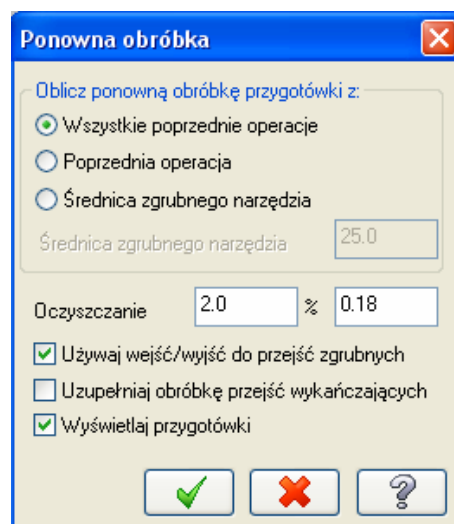 Ponowna obróbka
Oblicz ponowną obróbkę przygotówki z:
Wszystkie poprzednie operacje
Poprzednia operacja
Średnica zgrubnego narzędzia
Średnica zgrubnego narzędzia 25.0
Oczyszczanie 2.0 % 0.18
Używaj wejść/wyjść do przejść zgrubnych
Uzupełniaj obróbkę przejść wykańczających
Wyświetlaj przygotówki
?